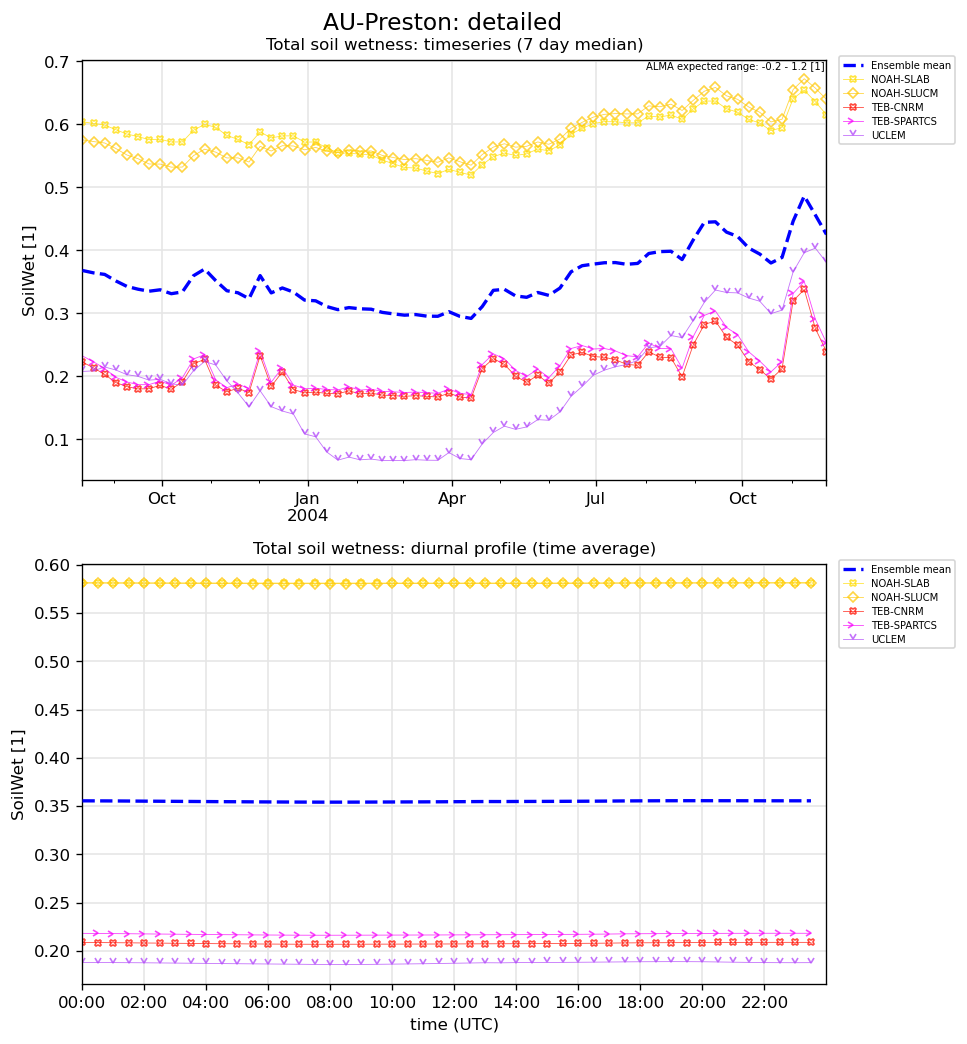 AU-Preston: detailed
Total soil wetness: timeseries (7 day median)
ALMA expected range: -0.2 - 1.2 [1]
Ensemble mean
NOAH-SLAB
NOAH-SLUCM
TEB-CNRM
TEB-SPARTCS
UCLEM
SoilWet [1]
0.7
0.6
0.5
0.4
0.3
0.2
0.1
Oct
Jan
2004
Apr
Jul
Oct
Total soil wetness: diurnal profile (time average)
Ensemble mean
NOAH-SLAB
NOAH-SLUCM
TEB-CNRM
TEB-SPARTCS
UCLEM
SoilWet [1]
0.60
0.55
0.50
0.45
0.40
0.35
0.30
0.25
0.20
00:00 02:00 04:00 06:00 08:00 10:00 12:00 14:00 16:00 18:00 20:00 22:00
time (UTC)